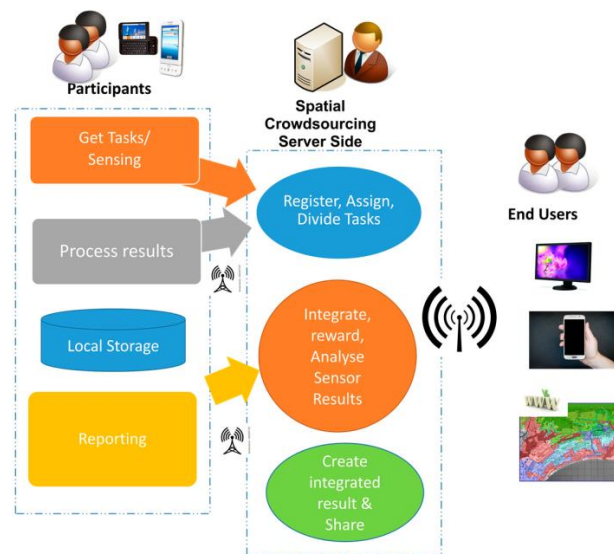 Participants
Get Tasks/
Sensing
Process results
Local Storage
Reporting
Spatial
Crowdsourcing
Server Side
Register, Assign,
Divide Tasks
Integrate,
reward,
Analyse
Sensor
Results
Create
integrated
result &
Share
End Users
WWW